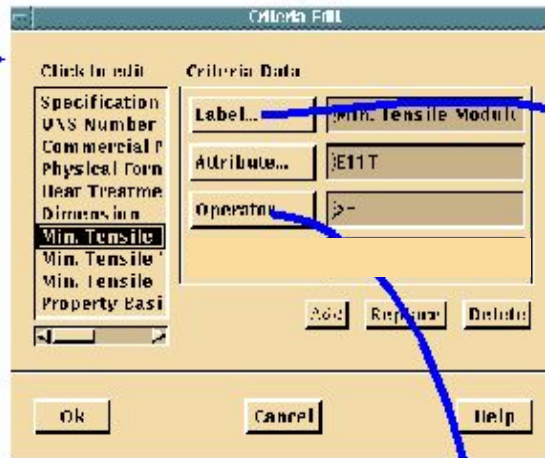 Criteria Edit
Click to edit
Criteria Data
Specification
UNS Number
Commercial
Physical Form
Heat Treatme
Dimension
Min. Tensile
Min. Tensile
Min. Tensile
Property Basi
Label...
Min. Tensile Modulu
Attribute...
E11T
Operator...
>=
Add
Replace
Delete
Ok
Cancel
Help